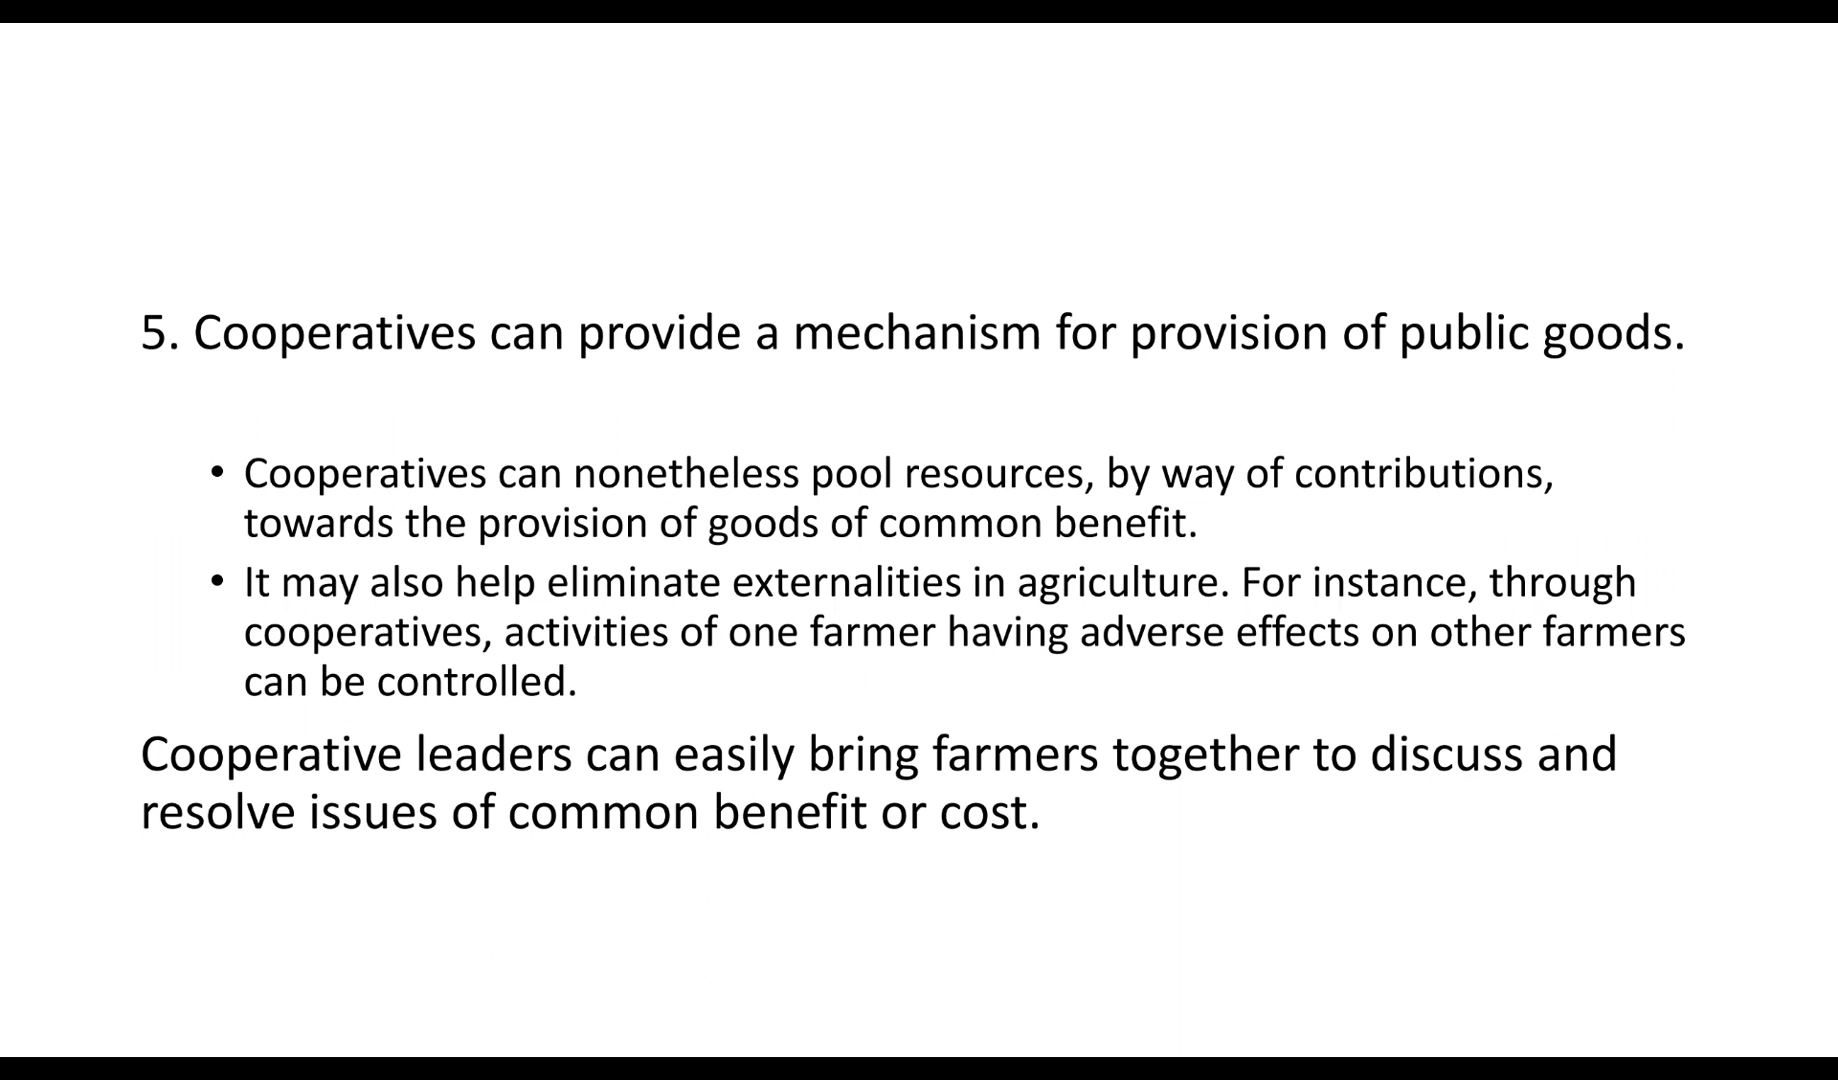 5. Cooperatives can provide a mechanism for provision of public goods.
• Cooperatives can nonetheless pool resources, by way of contributions,
towards the provision of goods of common benefit.
• It may also help eliminate externalities in agriculture. For instance, through
cooperatives, activities of one farmer having adverse effects on other farmers
can be controlled.
Cooperative leaders can easily bring farmers together to discuss and
resolve issues of common benefit or cost.